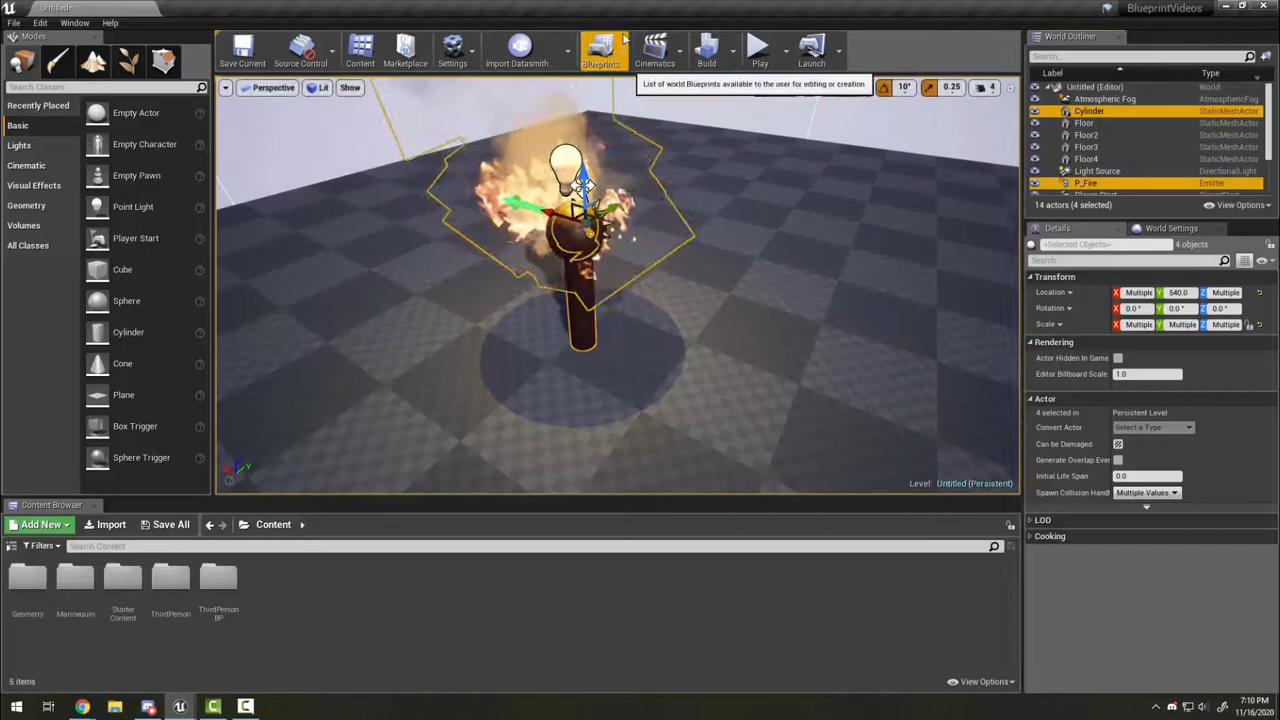 Untitled*
BlueprintVideos
File Edit Window Help
Modes
Search Classes
Recently Placed
Basic
Lights
Cinematic
Visual Effects
Geometry
Volumes
All Classes
Empty Actor
Empty Character
Empty Pawn
Point Light
Player Start
Cube
Sphere
Cylinder
Cone
Plane
Box Trigger
Sphere Trigger
Save Current
Source Control
Content
Marketplace
Settings
Import Datasmith...
Blueprints
Cinematics
Build
Play
Launch
List of world Blueprints available to the user for editing or creation
Perspective Lit Show
10° 0.25 4
Level: Untitled (Persistent)
World Outliner
Search...
Label Type
Untitled (Editor) World
Atmospheric Fog AtmosphericFog
Cylinder StaticMeshActor
Floor StaticMeshActor
Floor2 StaticMeshActor
Floor3 StaticMeshActor
Floor4 StaticMeshActor
Light Source DirectionalLight
P_Fire Emitter
14 actors (4 selected) View Options
Details World Settings
<Selected Objects> 4 objects
Search...
Transform
Location X Multiple Y 540.0 Z Multiple
Rotation X 0.0° Y 0.0° Z 0.0°
Scale X Multiple Y Multiple Z Multiple
Rendering
Actor Hidden In Game
Editor Billboard Scale 1.0
Actor
4 selected in Persistent Level
Convert Actor Select a Type
Can be Damaged
Generate Overlap Ever
Initial Life Span 0.0
Spawn Collision Handl Multiple Values
LOD
Cooking
Content Browser
Add New Import Save All Content
Filters Search Content
Geometry
Mannequin
Starter
Content
ThirdPerson
ThirdPerson
BP
5 items View Options
7:10 PM
11/16/2020